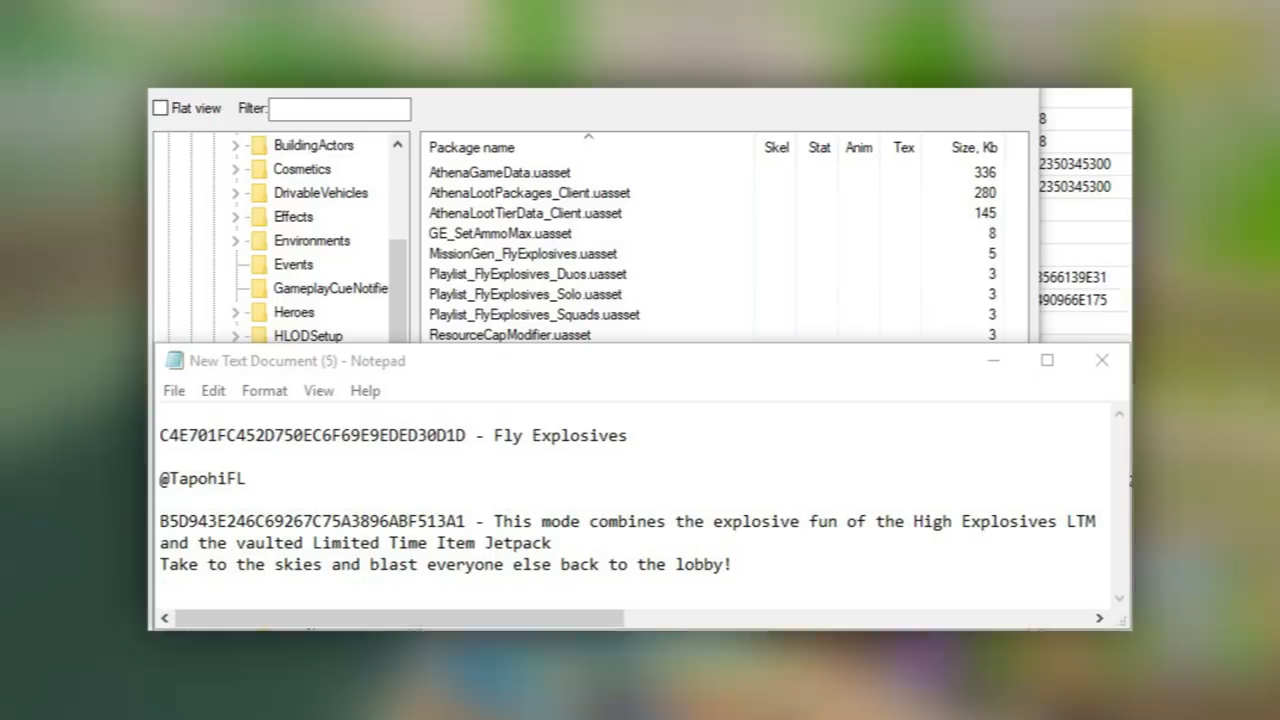 Flat view Filter:
BuildingActors
Cosmetics
DrivableVehicles
Effects
Environments
Events
GameplayCueNotifie
Heroes
HLODSetup
Package name Skel Stat Anim Tex Size, Kb
AthenaGameData.uasset 336
AthenaLootPackages_Client.uasset 280
AthenaLootTierData_Client.uasset 145
GE_SetAmmoMax.uasset 8
MissionGen_FlyExplosives.uasset 5
Playlist_FlyExplosives_Duos.uasset 3
Playlist_FlyExplosives_Solo.uasset 3
Playlist_FlyExplosives_Squads.uasset 3
ResourceCapModifier.uasset 3
8
8
2350345300
2350345300
3566139E31
490966E175
New Text Document (5) - Notepad
File Edit Format View Help
C4E701FC452D750EC6F69E9EDED30D1D - Fly Explosives
@TapohiFL
B5D943E246C69267C75A3896ABF513A1 - This mode combines the explosive fun of the High Explosives LTM
and the vaulted Limited Time Item Jetpack
Take to the skies and blast everyone else back to the lobby!